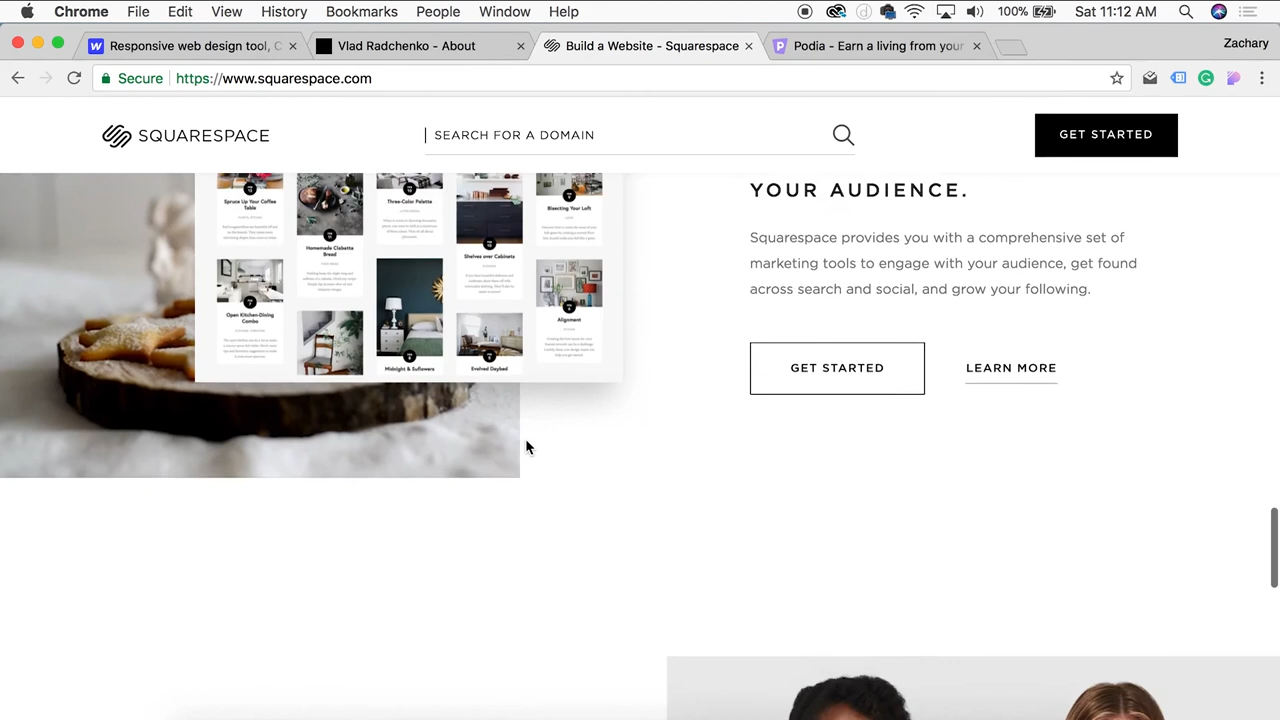 Chrome File Edit View History Bookmarks People Window Help 100% Sat 11:12 AM
Responsive web design tool, C
Vlad Radchenko - About
Build a Website - Squarespace
Podia - Earn a living from your
Zachary
Secure https://www.squarespace.com
SQUARESPACE
SEARCH FOR A DOMAIN
GET STARTED
Spruce Up Your Coffee
Table
Three-Color Palette
Bisecting Your Loft
Homemade Ciabatta
Bread
Shelves over Cabinets
Open Kitchen-Dining
Combo
Alignment
Midnight & Suflowers
Evolved Daybed
YOUR AUDIENCE.
Squarespace provides you with a comprehensive set of
keting tools to engage with your audience, get found
across search and social, and grow your following.
GET STARTED
LEARN MORE